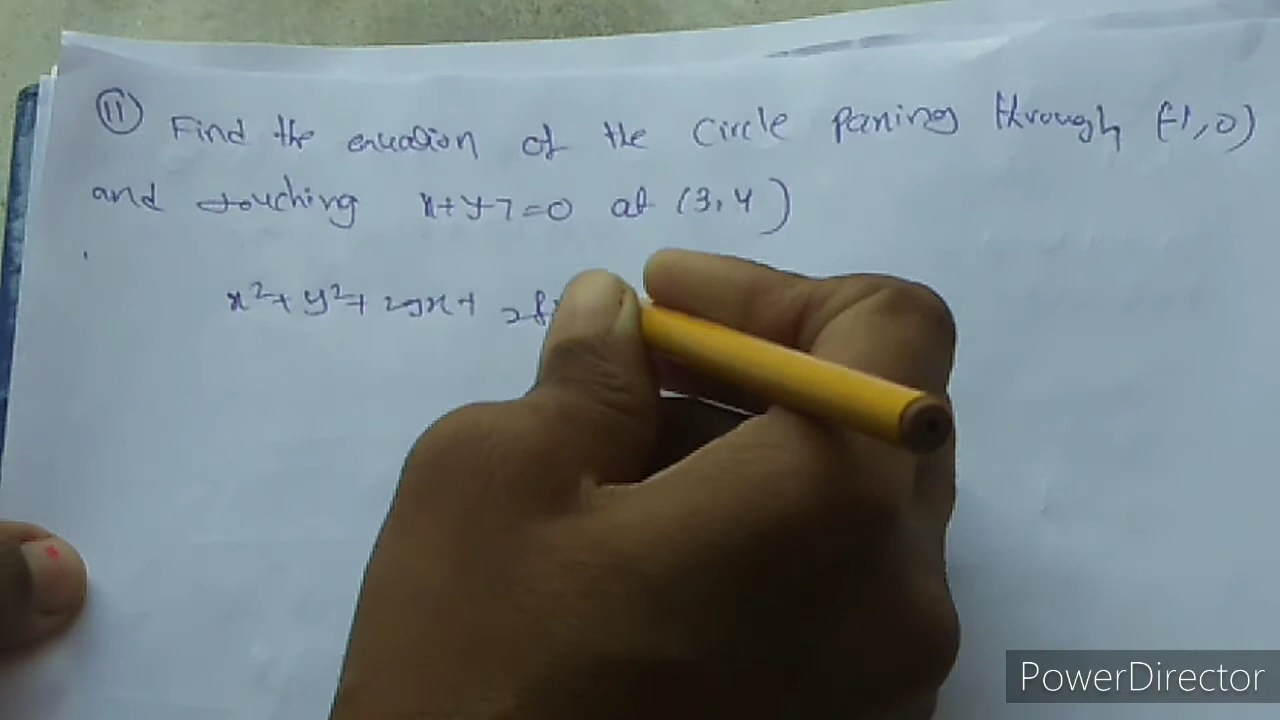 11 Find the equation of the circle passing through (-1,0)
and touching x+y-7=0 at (3,4)
x²+y²+2gx+ 2f
PowerDirector